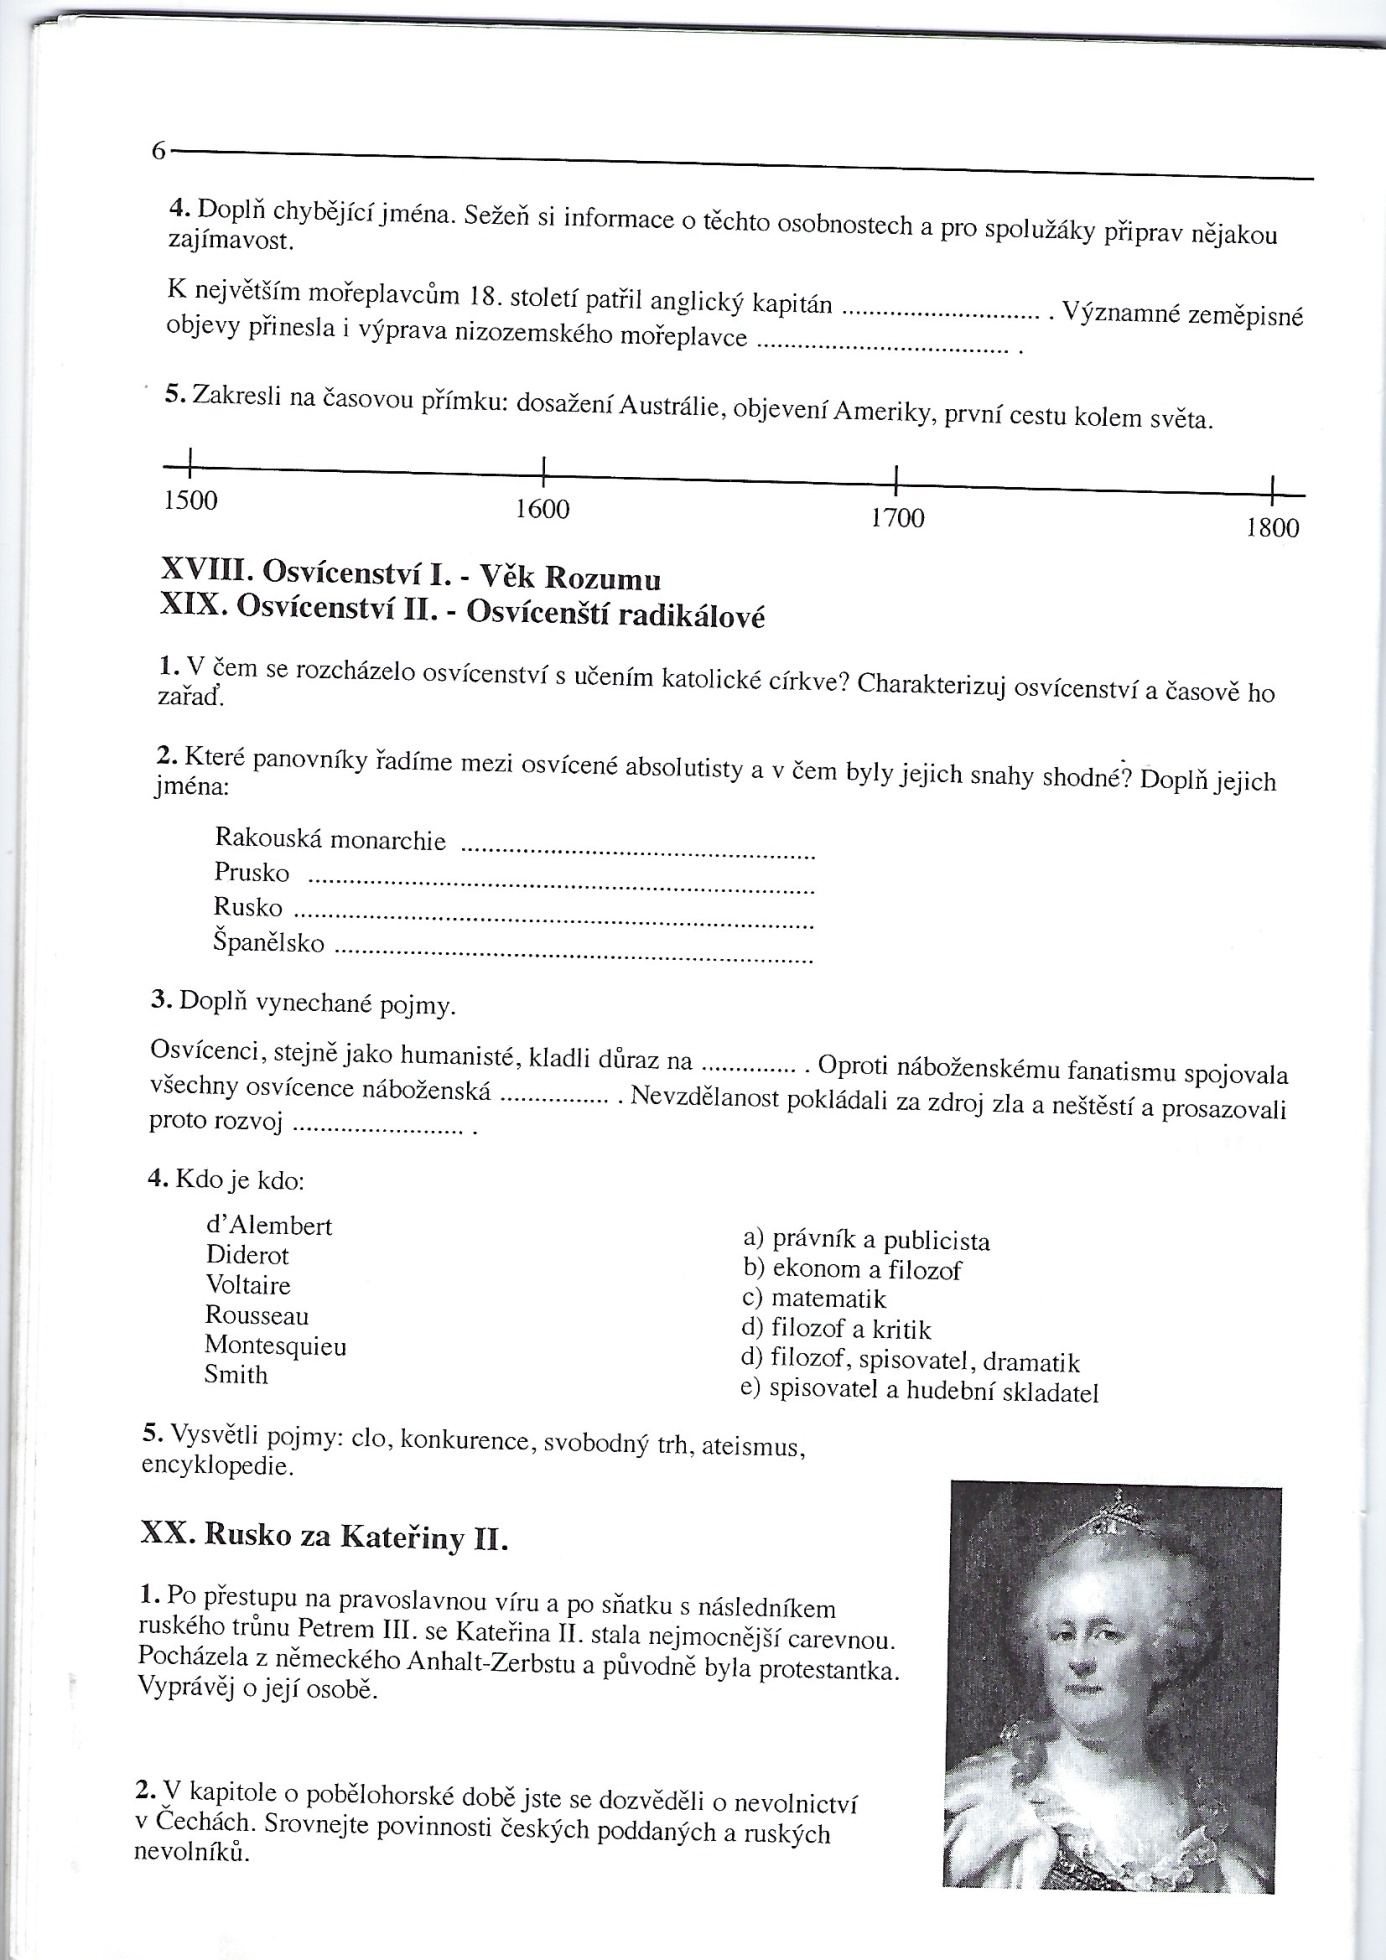 6
4. Doplň chybějící jména. Sežeň si informace o těchto osobnostech a pro spolužáky připrav nějakou
zajímavost.
K největším mořeplavcům 18. století patřil anglický kapitán ............................. . Významné zeměpisné
objevy přinesla i výprava nizozemského mořeplavce ..................................... .
5. Zakresli na časovou přímku: dosažení Austrálie, objevení Ameriky, první cestu kolem světa.
1500 1600 1700 1800
XVIII. Osvícenství I. - Věk Rozumu
XIX. Osvícenství II. - Osvícenští radikálové
1. V čem se rozcházelo osvícenství s učením katolické církve? Charakterizuj osvícenství a časově ho
zařaď.
2. Které panovníky řadíme mezi osvícené absolutisty a v čem byly jejich snahy shodné? Doplň jejich
jména:
Rakouská monarchie ....................................................
Prusko ...........................................................................
Rusko .............................................................................
Španělsko .......................................................................
3. Doplň vynechané pojmy.
Osvícenci, stejně jako humanisté, kladli důraz na .............. . Oproti náboženskému fanatismu spojovala
všechny osvícence náboženská ................ . Nevzdělanost pokládali za zdroj zla a neštěstí a prosazovali
proto rozvoj ......................... .
4. Kdo je kdo:
d’Alembert
Diderot
Voltaire
Rousseau
Montesquieu
Smith
a) právník a publicista
b) ekonom a filozof
c) matematik
d) filozof a kritik
d) filozof, spisovatel, dramatik
e) spisovatel a hudební skladatel
5. Vysvětli pojmy: clo, konkurence, svobodný trh, ateismus,
encyklopedie.
XX. Rusko za Kateřiny II.
1. Po přestupu na pravoslavnou víru a po sňatku s následníkem
ruského trůnu Petrem III. se Kateřina II. stala nejmocnější carevnou.
Pocházela z německého Anhalt-Zerbstu a původně byla protestantka.
Vyprávěj o její osobě.
2. V kapitole o pobělohorské době jste se dozvěděli o nevolnictví
v Čechách. Srovnejte povinnosti českých poddaných a ruských
nevolníků.